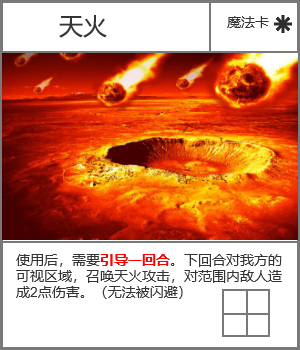 天火
魔法卡
使用后，需要引导一回合。下回合对我方的
可视区域，召唤天火攻击，对范围内敌人造
成2点伤害。（无法被闪避）